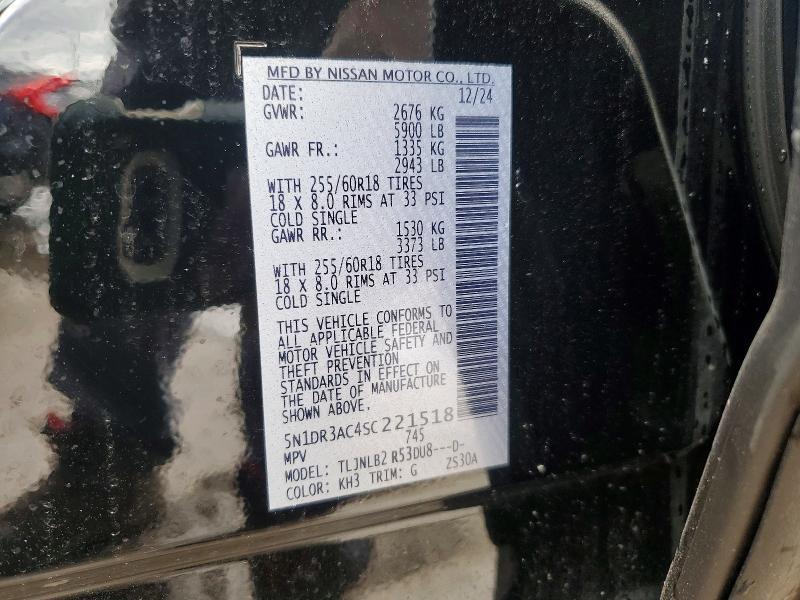 MFD BY NISSAN MOTOR CO., LTD.
DATE: 12/24
GVWR: 2676 KG
5900 LB
GAWR FR.: 1335 KG
2943 LB
WITH 255/60R18 TIRES
18 X 8.0 RIMS AT 33 PSI
COLD SINGLE
GAWR RR.: 1530 KG
3373 LB
WITH 255/60R18 TIRES
18 X 8.0 RIMS AT 33 PSI
COLD SINGLE
THIS VEHICLE CONFORMS TO
ALL APPLICABLE FEDERAL
MOTOR VEHICLE SAFETY AND
THEFT PREVENTION
STANDARDS IN EFFECT ON
THE DATE OF MANUFACTURE
SHOWN ABOVE.
5N1DR3AC4SC221518
MPV 745
MODEL: TLJNLB2 R53DU8---D-
COLOR: KH3 TRIM: G ZS30A